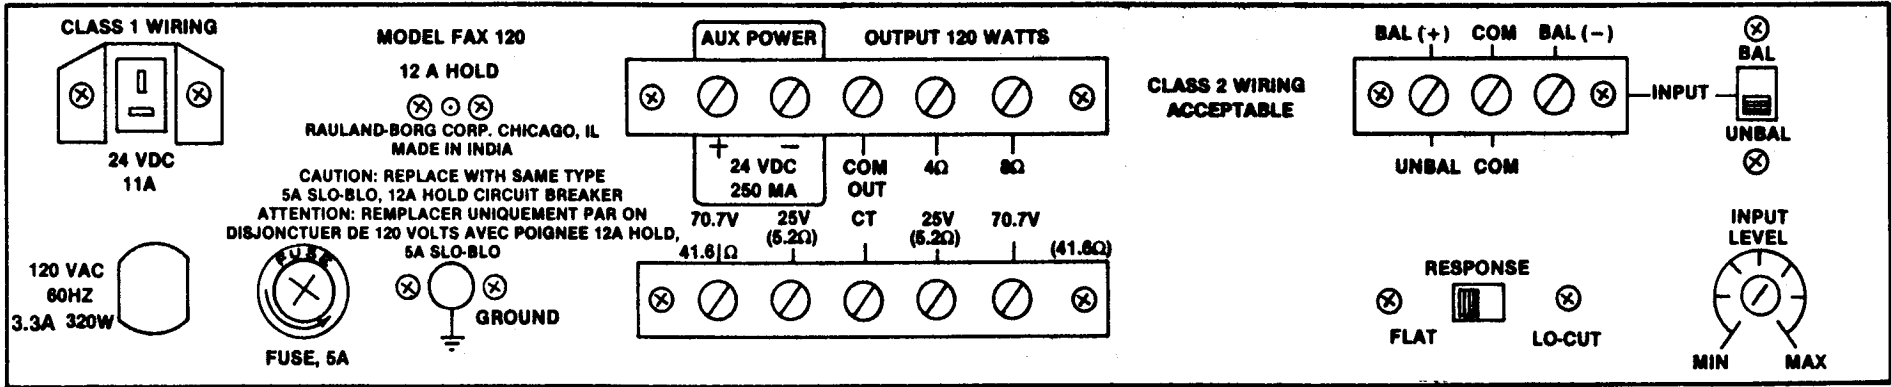 CLASS 1 WIRING
24 VDC
11A
120 VAC
60HZ
3.3A 320W
FUSE
FUSE, 5A
MODEL FAX 120
12 A HOLD
RAULAND-BORG CORP. CHICAGO, IL
MADE IN INDIA
CAUTION: REPLACE WITH SAME TYPE
5A SLO-BLO, 12A HOLD CIRCUIT BREAKER
ATTENTION: REMPLACER UNIQUEMENT PAR ON
DISJONCTUER DE 120 VOLTS AVEC POIGNEE 12A HOLD,
5A SLO-BLO
GROUND
AUX POWER
OUTPUT 120 WATTS
+ −
24 VDC
250 MA
COM
OUT
4Ω
8Ω
70.7V
41.6 Ω
25V
(5.2Ω)
CT
25V
(5.2Ω)
70.7V
(41.6Ω)
CLASS 2 WIRING
ACCEPTABLE
BAL (+) COM BAL (−)
UNBAL COM
INPUT
BAL
UNBAL
RESPONSE
FLAT
LO-CUT
INPUT
LEVEL
MIN
MAX